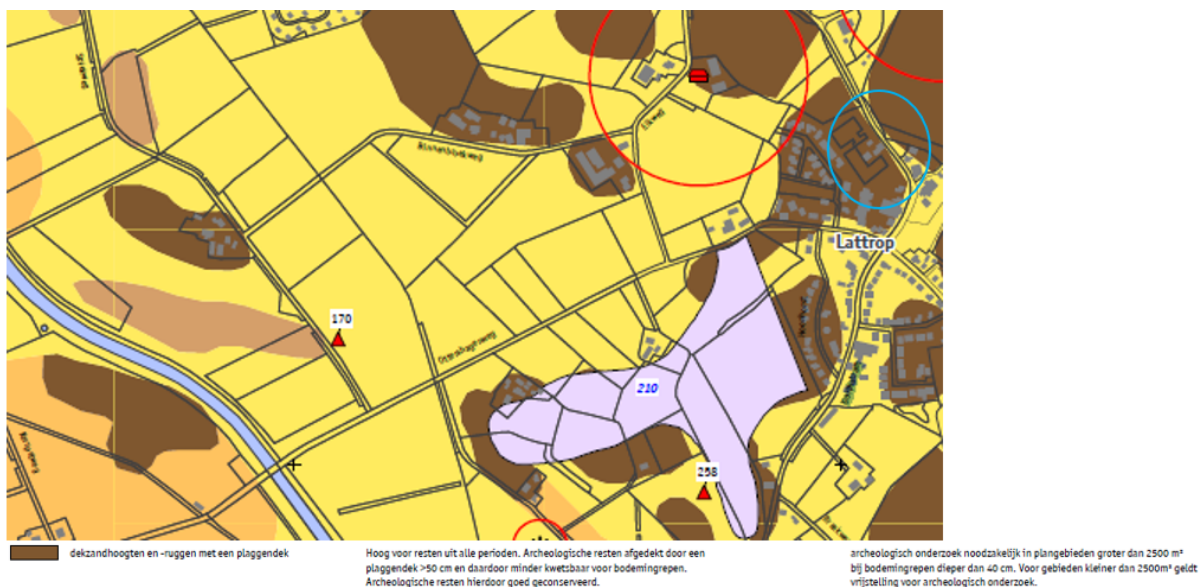 Binnenbroekweg
Elkweg
Lattrop
170
Ottershagenweg
210
258
dekzandhoogten en -ruggen met een plaggendek
Hoog voor resten uit alle perioden. Archeologische resten afgedekt door een
plaggendek >50 cm en daardoor minder kwetsbaar voor bodemingrepen.
Archeologische resten hierdoor goed geconserveerd.
archeologisch onderzoek noodzakelijk in plangebieden groter dan 2500 m²
bij bodemingrepen dieper dan 40 cm. Voor gebieden kleiner dan 2500m² geldt
vrijstelling voor archeologisch onderzoek.